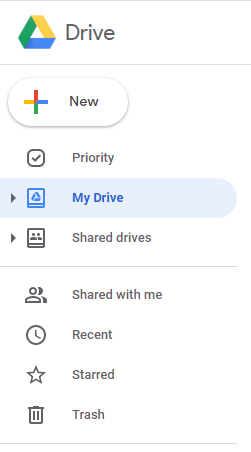 Drive
New
Priority
My Drive
Shared drives
Shared with me
Recent
Starred
Trash